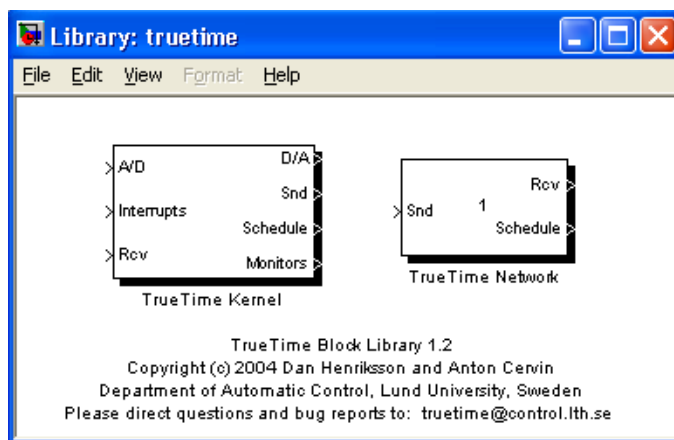 Library: truetime
File Edit View Format Help
A/D
Interrupts
Rcv
D/A
Snd
Schedule
Monitors
TrueTime Kernel
Snd
1
Rcv
Schedule
TrueTime Network
TrueTime Block Library 1.2
Copyright (c) 2004 Dan Henriksson and Anton Cervin
Department of Automatic Control, Lund University, Sweden
Please direct questions and bug reports to: truetime@control.lth.se